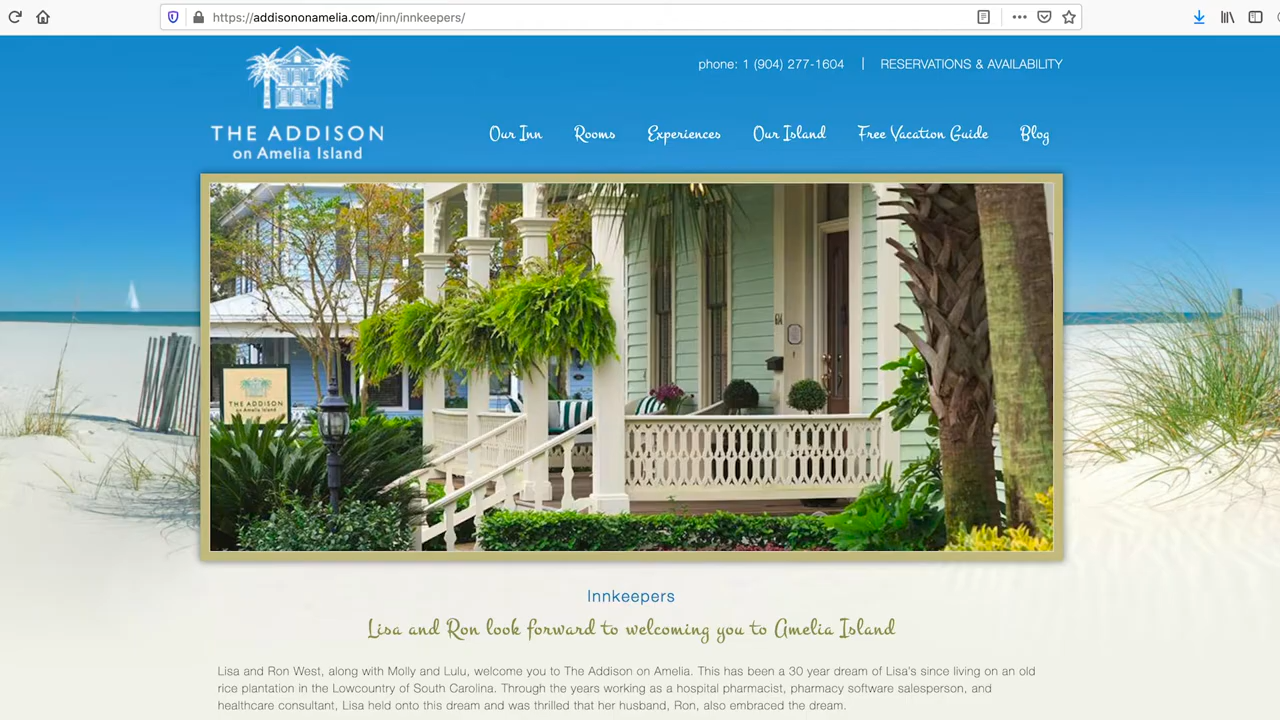 https://addisononamelia.com/inn/innkeepers/
phone: 1 (904) 277-1604 | RESERVATIONS & AVAILABILITY
THE ADDISON
on Amelia Island
Our Inn Rooms Experiences Our Island Free Vacation Guide Blog
THE ADDISON
on Amelia Island
Innkeepers
Lisa and Ron look forward to welcoming you to Amelia Island
Lisa and Ron West, along with Molly and Lulu, welcome you to The Addison on Amelia. This has been a 30 year dream of Lisa's since living on an old
rice plantation in the Lowcountry of South Carolina. Through the years working as a hospital pharmacist, pharmacy software salesperson, and
healthcare consultant, Lisa held onto this dream and was thrilled that her husband, Ron, also embraced the dream.